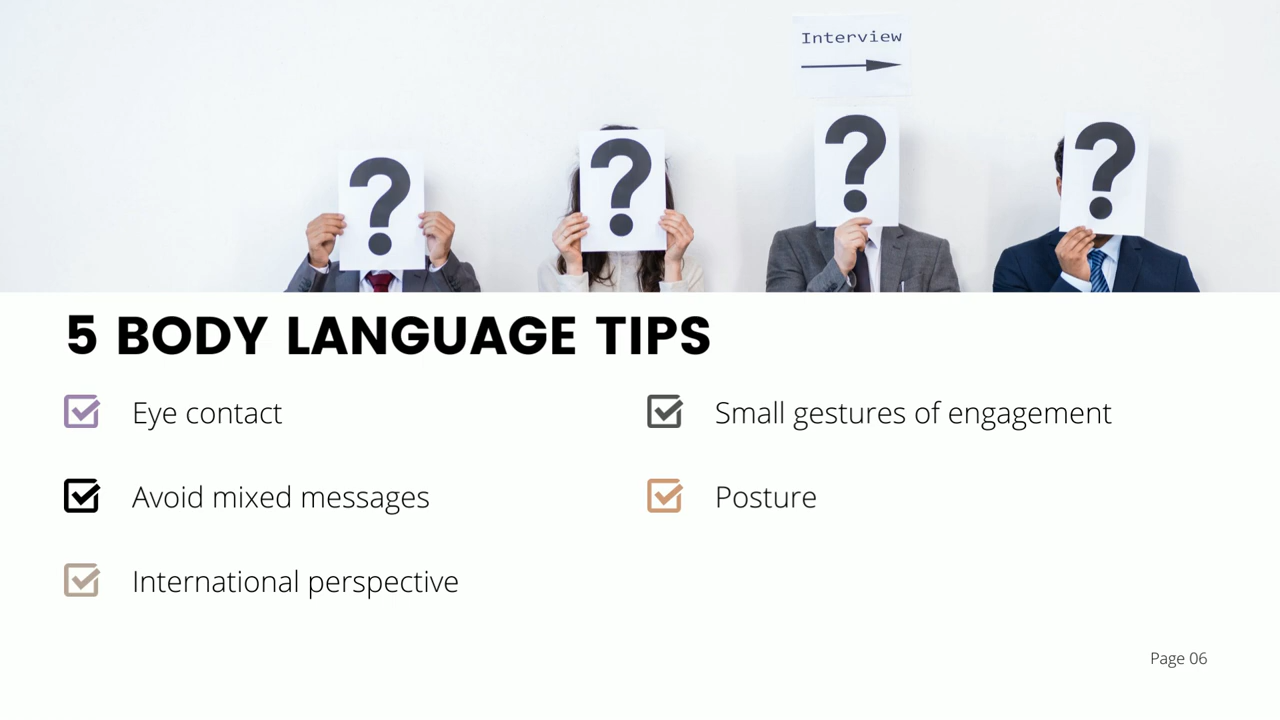 Interview
? ? ? ?
5 BODY LANGUAGE TIPS
Eye contact
Avoid mixed messages
International perspective
Small gestures of engagement
Posture
Page 06